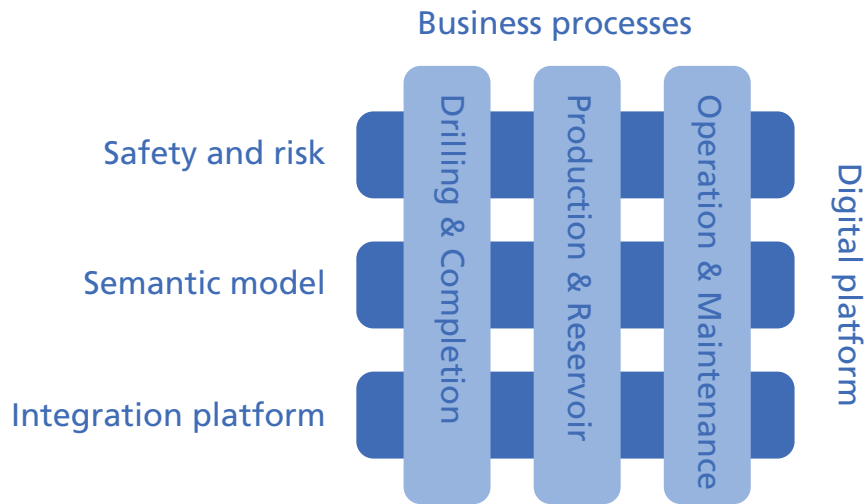 Business processes
Drilling & Completion
Production & Reservoir
Operation & Maintenance
Safety and risk
Semantic model
Integration platform
Digital platform